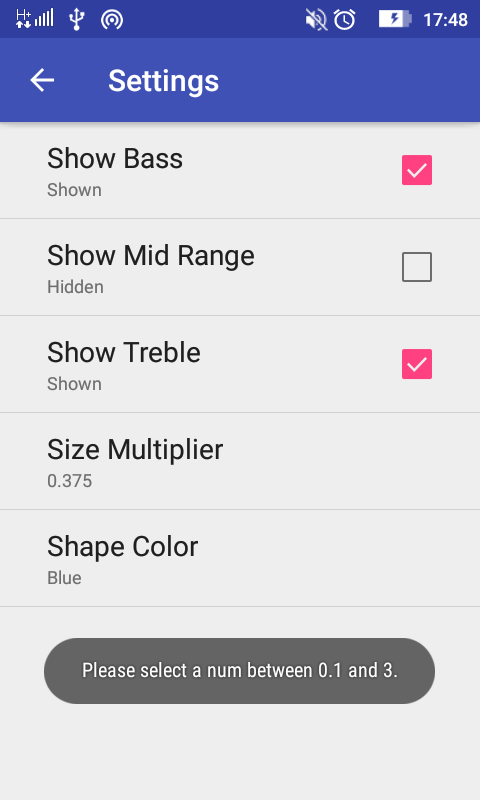 17:48
Settings
Show Bass
Shown
Show Mid Range
Hidden
Show Treble
Shown
Size Multiplier
0.375
Shape Color
Blue
Please select a num between 0.1 and 3.